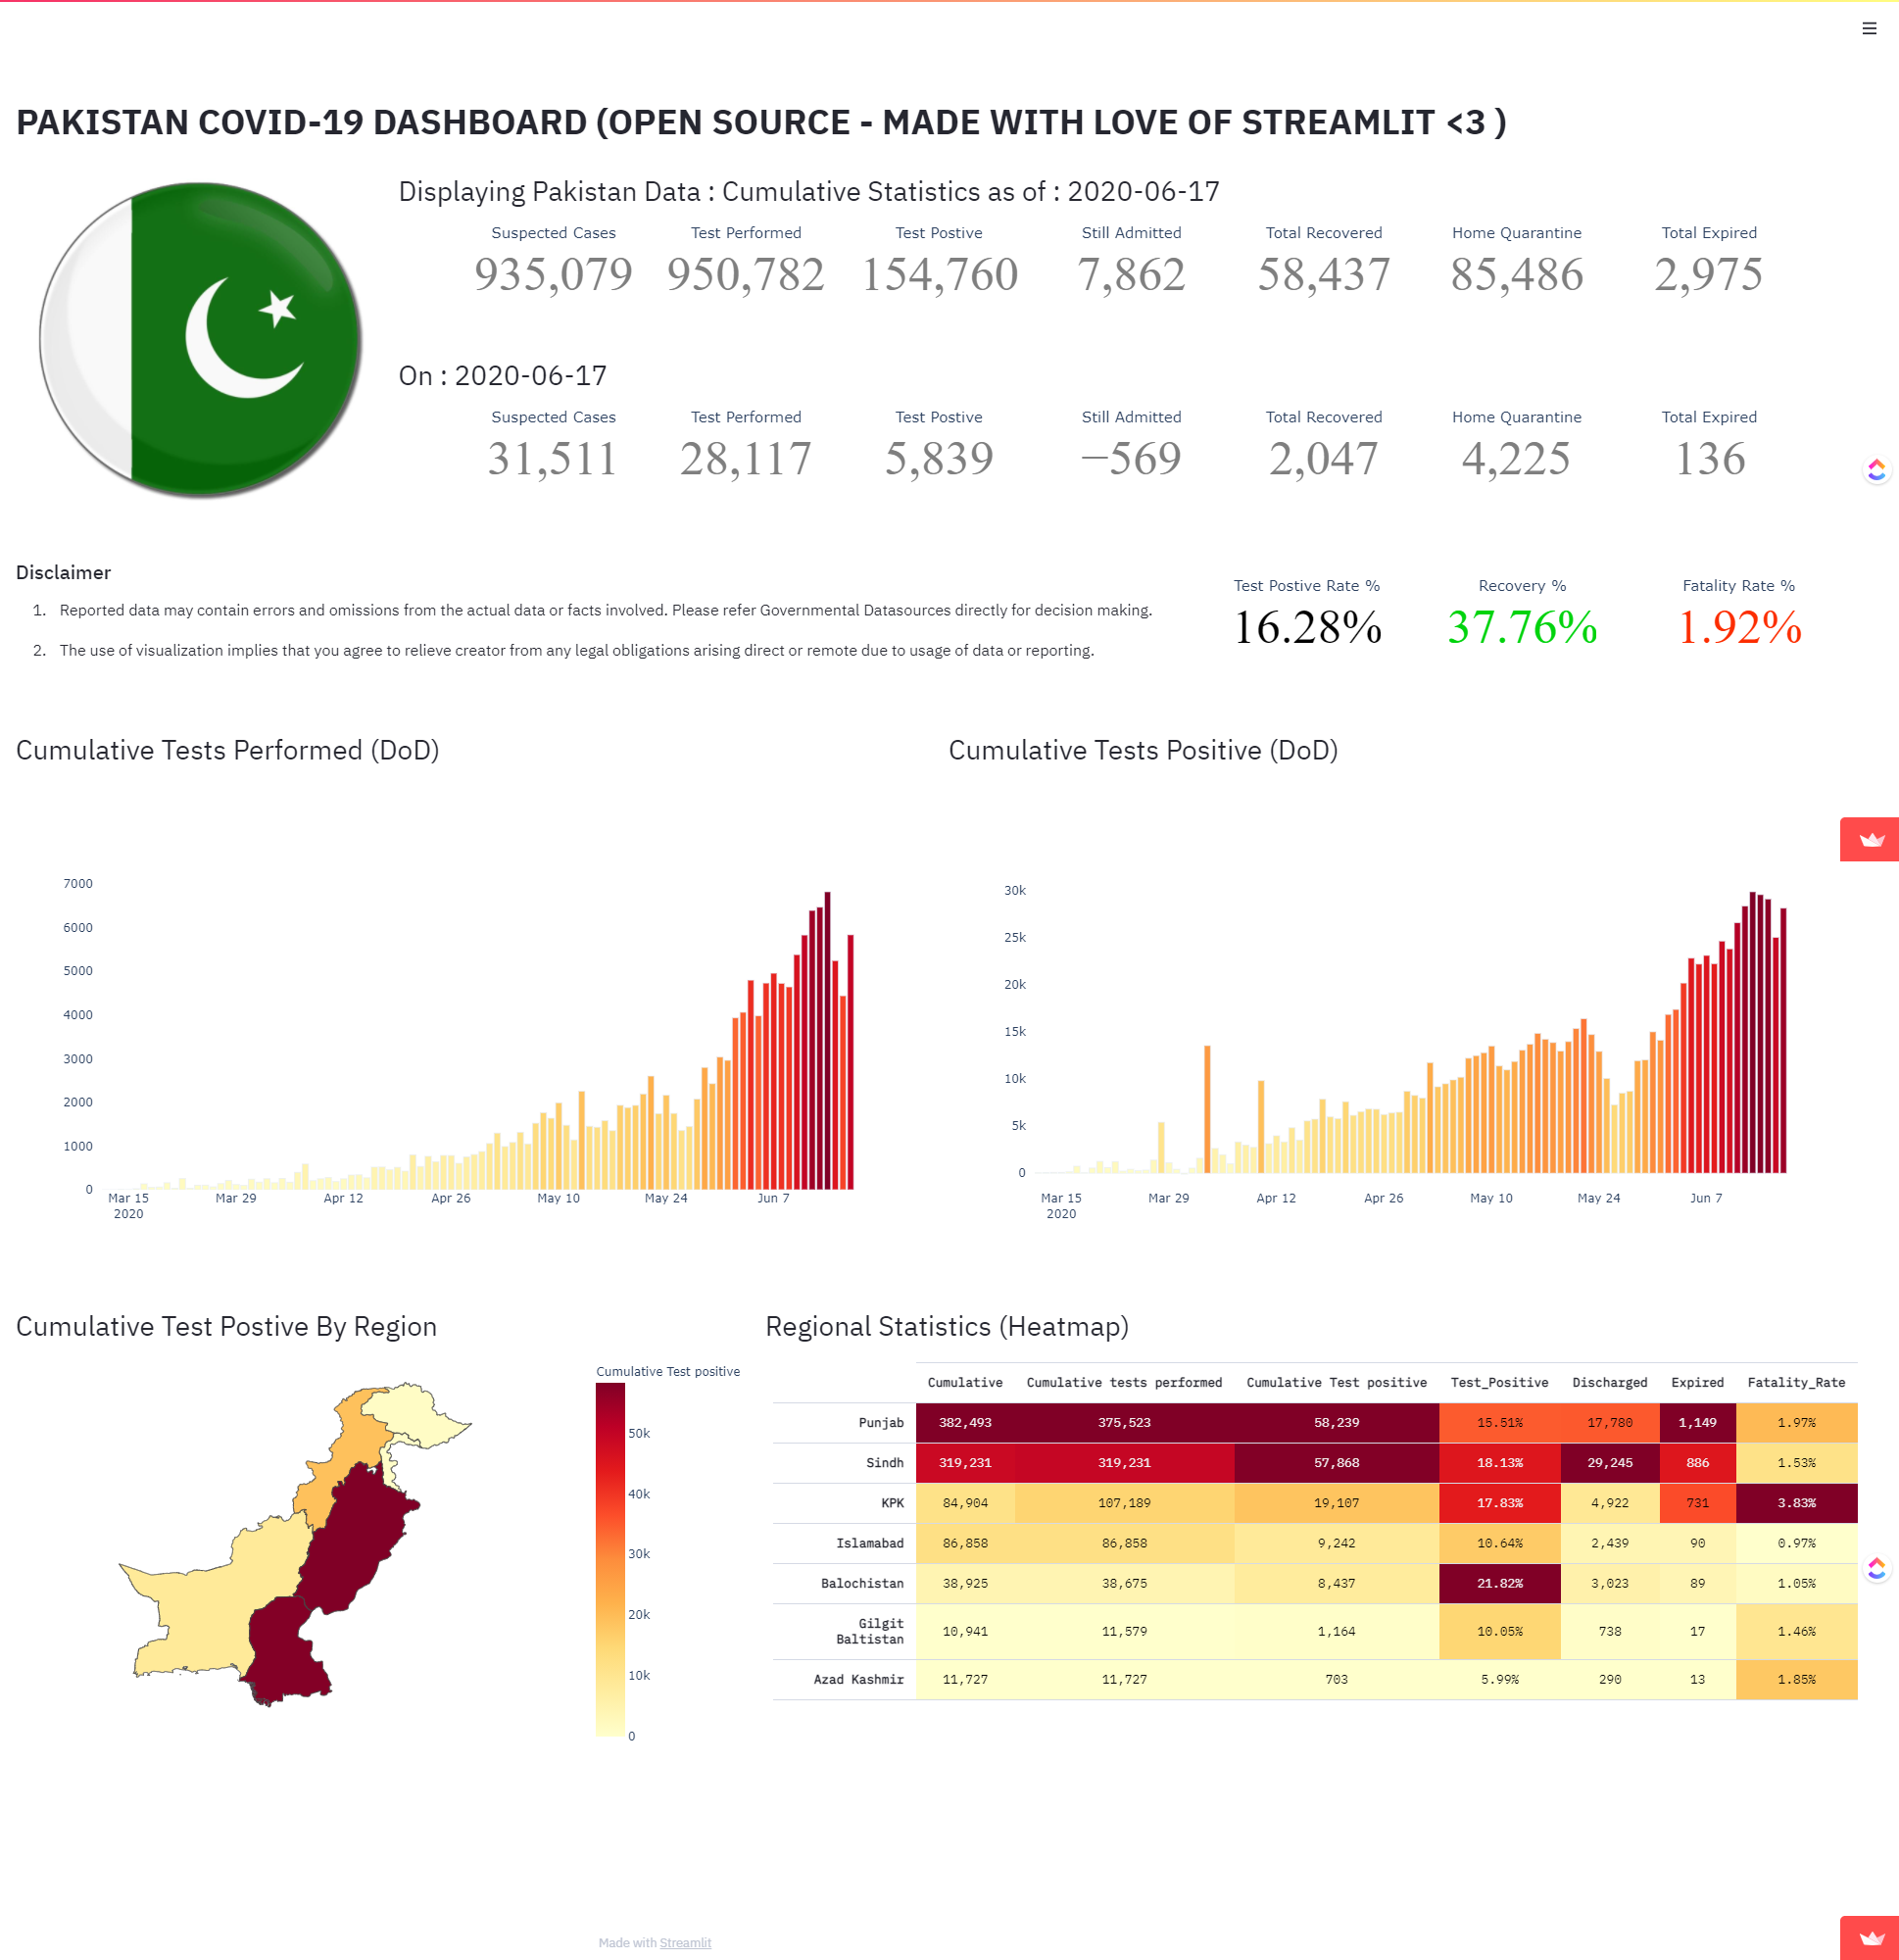 PAKISTAN COVID-19 DASHBOARD (OPEN SOURCE - MADE WITH LOVE OF STREAMLIT <3 )
Displaying Pakistan Data : Cumulative Statistics as of : 2020-06-17
Suspected Cases Test Performed Test Postive Still Admitted Total Recovered Home Quarantine Total Expired
935,079 950,782 154,760 7,862 58,437 85,486 2,975
On : 2020-06-17
Suspected Cases Test Performed Test Postive Still Admitted Total Recovered Home Quarantine Total Expired
31,511 28,117 5,839 −569 2,047 4,225 136
Disclaimer
1. Reported data may contain errors and omissions from the actual data or facts involved. Please refer Governmental Datasources directly for decision making.
2. The use of visualization implies that you agree to relieve creator from any legal obligations arising direct or remote due to usage of data or reporting.
Test Postive Rate % Recovery % Fatality Rate %
16.28% 37.76% 1.92%
Cumulative Tests Performed (DoD)
7000
6000
5000
4000
3000
2000
1000
0
Mar 15 Mar 29 Apr 12 Apr 26 May 10 May 24 Jun 7
2020
Cumulative Tests Positive (DoD)
30k
25k
20k
15k
10k
5k
0
Mar 15 Mar 29 Apr 12 Apr 26 May 10 May 24 Jun 7
2020
Cumulative Test Postive By Region
Cumulative Test positive
50k
40k
30k
20k
10k
0
Regional Statistics (Heatmap)
Cumulative Cumulative tests performed Cumulative Test positive Test_Positive Discharged Expired Fatality_Rate
Punjab 382,493 375,523 58,239 15.51% 17,780 1,149 1.97%
Sindh 319,231 319,231 57,868 18.13% 29,245 886 1.53%
KPK 84,904 107,189 19,107 17.83% 4,922 731 3.83%
Islamabad 86,858 86,858 9,242 10.64% 2,439 90 0.97%
Balochistan 38,925 38,675 8,437 21.82% 3,023 89 1.05%
Gilgit
Baltistan 10,941 11,579 1,164 10.05% 738 17 1.46%
Azad Kashmir 11,727 11,727 703 5.99% 290 13 1.85%
Made with Streamlit